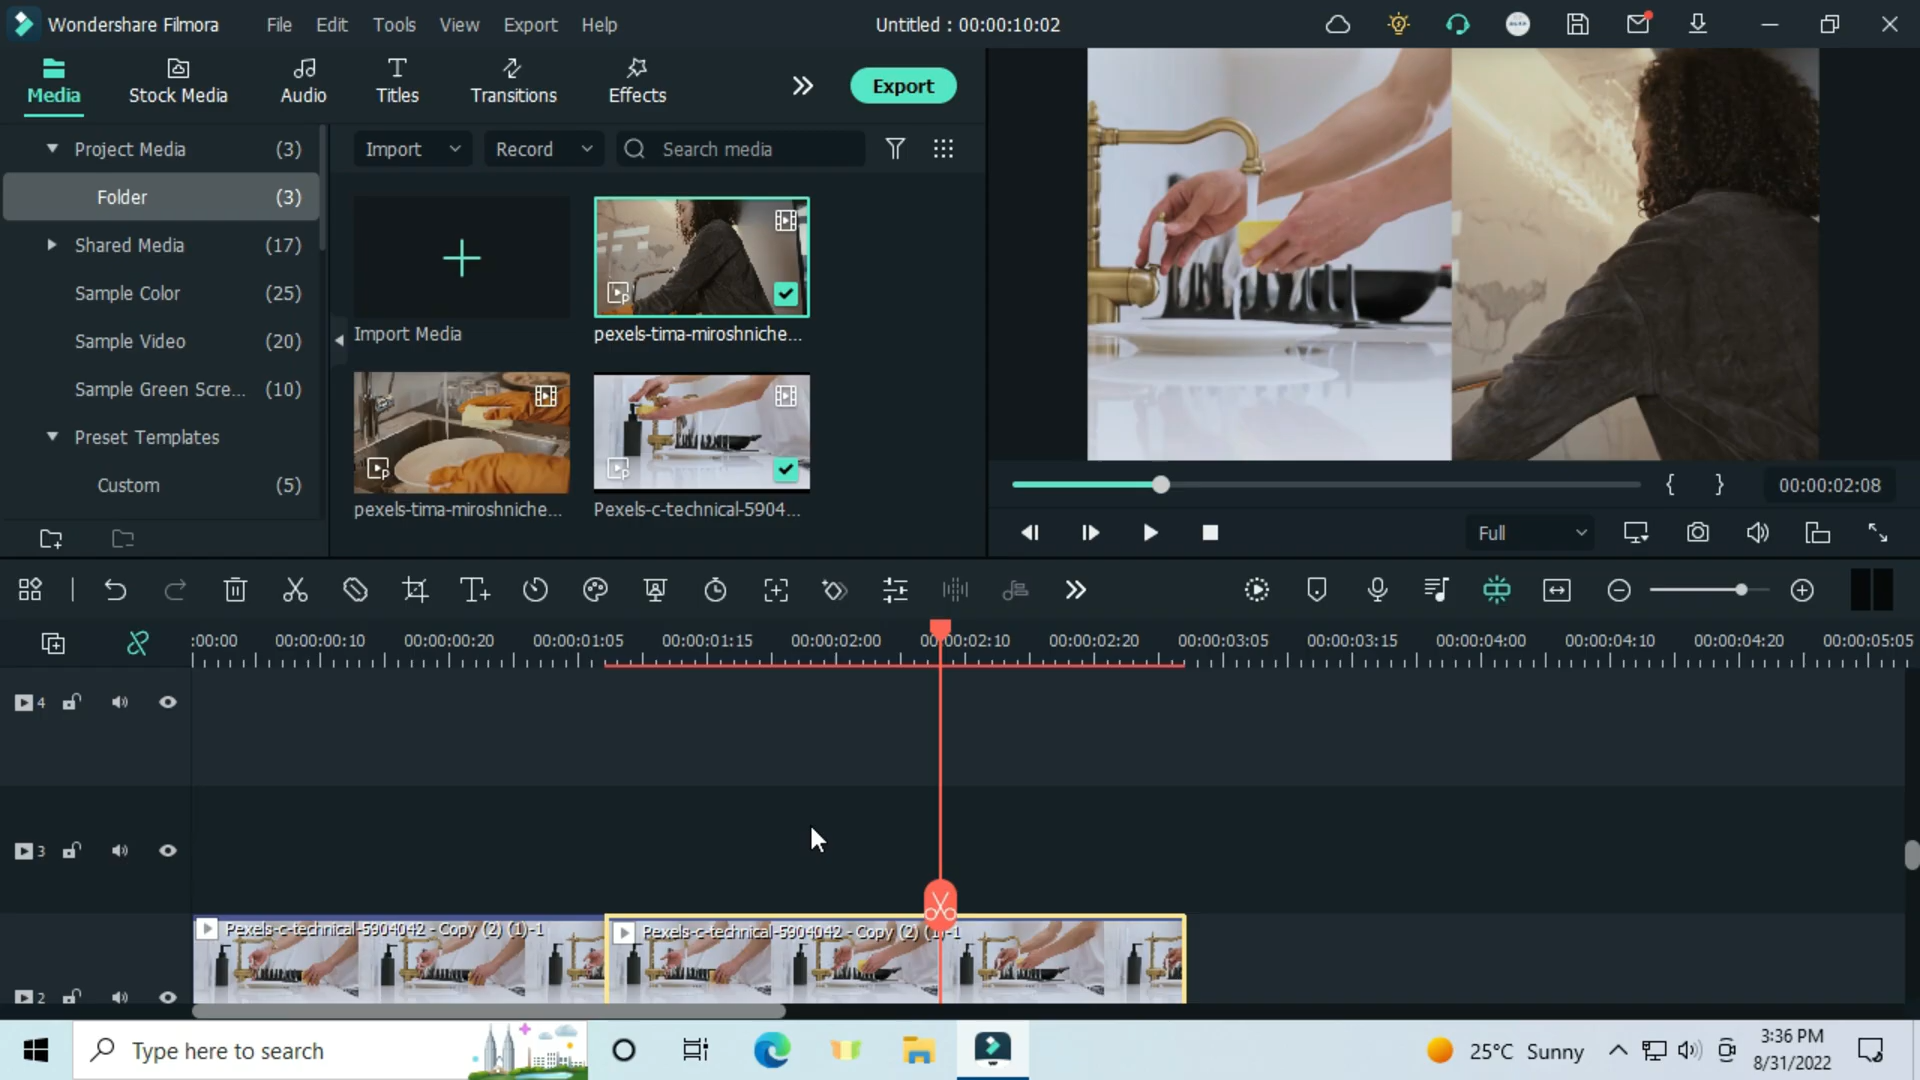 Wondershare Filmora File Edit Tools View Export Help Untitled : 00:00:10:02
Media Stock Media Audio Titles Transitions Effects Export
Project Media (3)
Folder (3)
Shared Media (17)
Sample Color (25)
Sample Video (20)
Sample Green Scre... (10)
Preset Templates
Custom (5)
Import Record Search media
Import Media
pexels-tima-miroshniche...
pexels-tima-miroshniche...
Pexels-c-technical-5904...
00:00:02:08
Full
:00:00 00:00:00:10 00:00:00:20 00:00:01:05 00:00:01:15 00:00:02:00 00:00:02:10 00:00:02:20 00:00:03:05 00:00:03:15 00:00:04:00 00:00:04:10 00:00:04:20 00:00:05:05
4
3
Pexels-c-technical-5904042 - Copy (2) (1)-1
Pexels-c-technical-5904042 - Copy (2) (1)-1
2
Type here to search
25°C Sunny
3:36 PM
8/31/2022